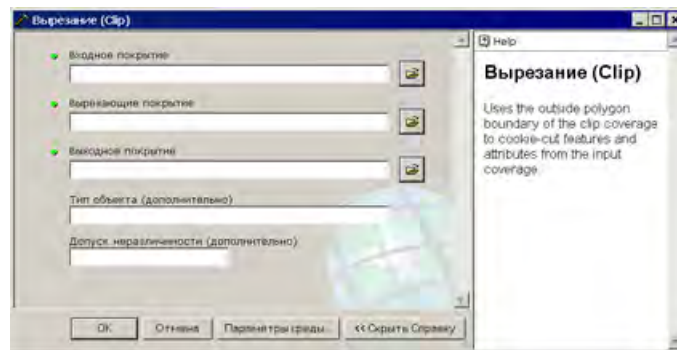 Вырезание (Clip)
Входное покрытие
Вырезающие покрытие
Выходное покрытие
Тип объекта (дополнительно)
Допуск неразличимости (дополнительно)
OK
Отмена
Параметры среды...
<< Скрыть Справку
Help
Вырезание (Clip)
Uses the outside polygon
boundary of the clip coverage
to cookie-cut features and
attributes from the input
coverage.